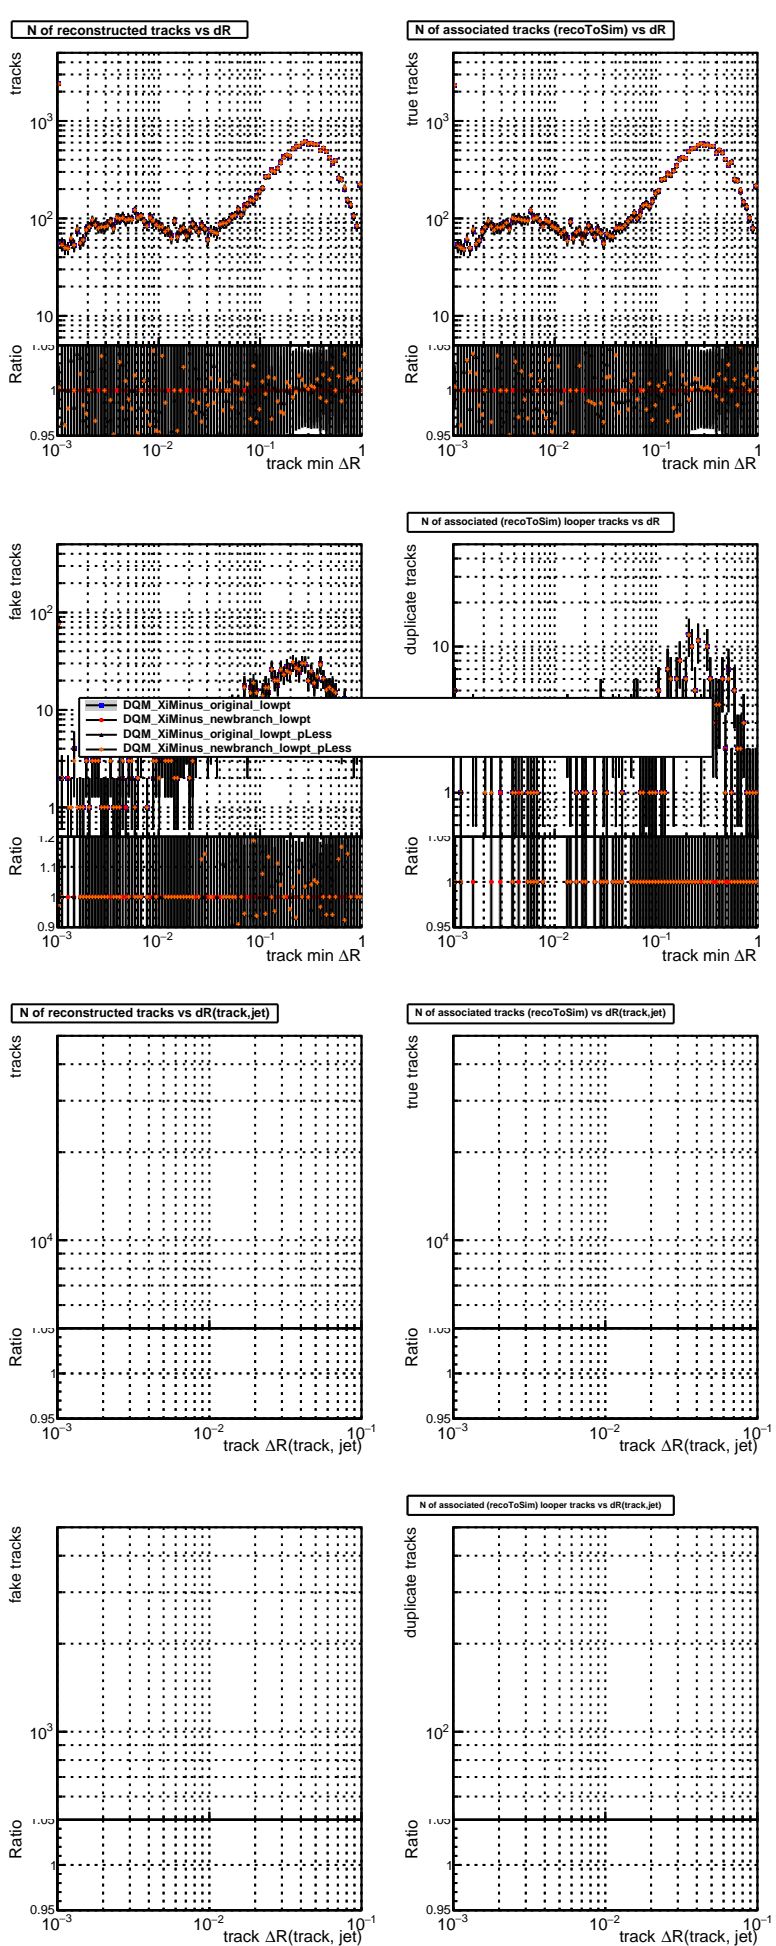 N of reconstructed tracks vs dR
N of associated tracks (recoToSim) vs dR
tracks
10³
10²
10
Ratio
1.05
1
0.95
10⁻³
10⁻²
10⁻¹
1
track min ΔR
true tracks
10³
10²
10
Ratio
1.05
1
0.95
10⁻³
10⁻²
10⁻¹
1
track min ΔR
N of associated (recoToSim) looper tracks vs dR
fake tracks
10²
10
1
Ratio
1.2
1.1
1
0.9
10⁻³
10⁻²
10⁻¹
1
track min ΔR
duplicate tracks
10
1
Ratio
1.05
1
0.95
10⁻³
10⁻²
10⁻¹
1
track min ΔR
DQM_XiMinus_original_lowpt
DQM_XiMinus_newbranch_lowpt
DQM_XiMinus_original_lowpt_pLess
DQM_XiMinus_newbranch_lowpt_pLess
N of reconstructed tracks vs dR(track,jet)
N of associated tracks (recoToSim) vs dR(track,jet)
tracks
10⁴
Ratio
1.05
1
0.95
10⁻³
10⁻²
10⁻¹
track ΔR(track, jet)
true tracks
10⁴
Ratio
1.05
1
0.95
10⁻³
10⁻²
10⁻¹
track ΔR(track, jet)
N of associated (recoToSim) looper tracks vs dR(track,jet)
fake tracks
10³
Ratio
1.05
1
0.95
10⁻³
10⁻²
10⁻¹
track ΔR(track, jet)
duplicate tracks
10²
Ratio
1.05
1
0.95
10⁻³
10⁻²
10⁻¹
track ΔR(track, jet)